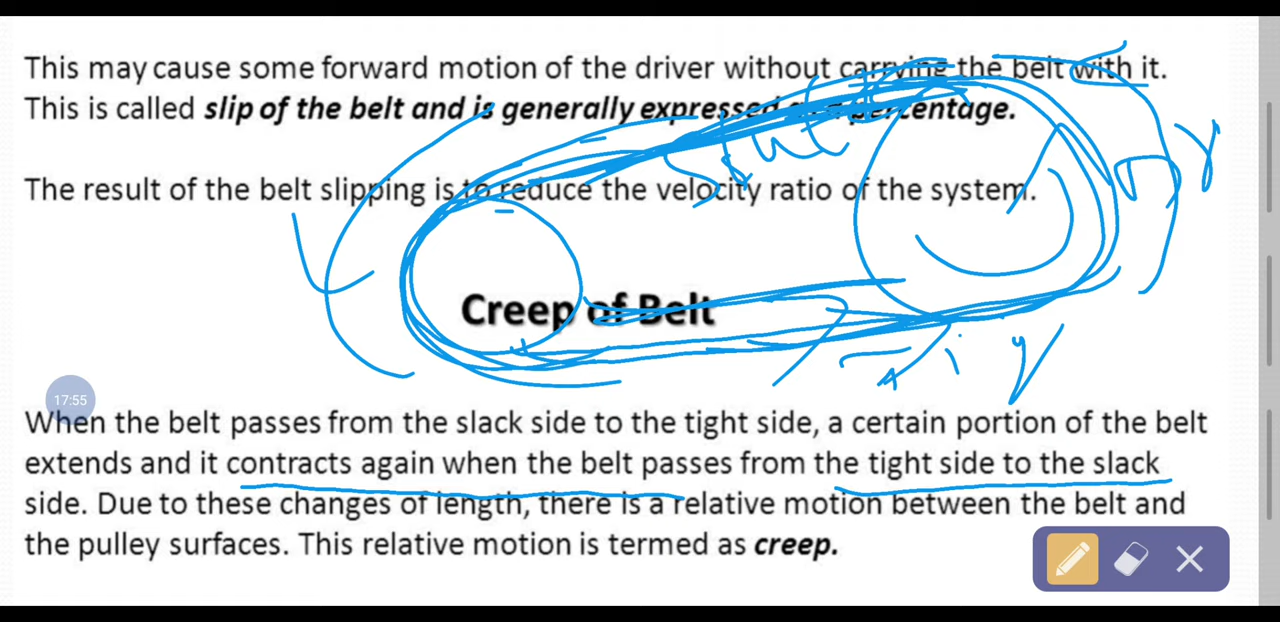 This may cause some forward motion of the driver without carrying the belt with it.
This is called slip of the belt and is generally expressed as a percentage.
The result of the belt slipping is to reduce the velocity ratio of the system.
Creep of Belt
17:55
When the belt passes from the slack side to the tight side, a certain portion of the belt
extends and it contracts again when the belt passes from the tight side to the slack
side. Due to these changes of length, there is a relative motion between the belt and
the pulley surfaces. This relative motion is termed as creep.